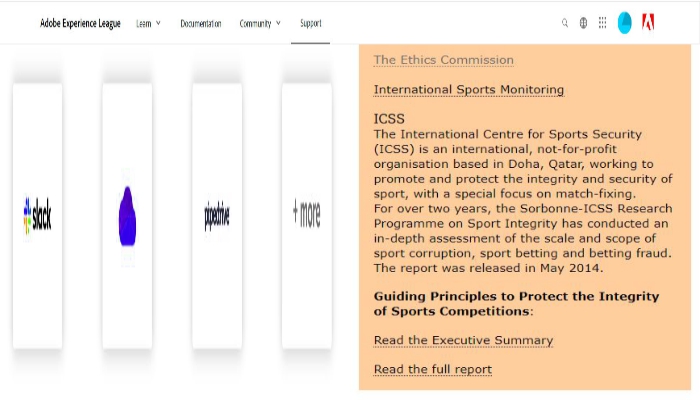 Adobe Experience League Learn Documentation Community Support
slack
pipedrive
+ more
The Ethics Commission
International Sports Monitoring
ICSS
The International Centre for Sports Security
(ICSS) is an international, not-for-profit
organisation based in Doha, Qatar, working to
promote and protect the integrity and security of
sport, with a special focus on match-fixing.
For over two years, the Sorbonne-ICSS Research
Programme on Sport Integrity has conducted an
in-depth assessment of the scale and scope of
sport corruption, sport betting and betting fraud.
The report was released in May 2014.
Guiding Principles to Protect the Integrity
of Sports Competitions:
Read the Executive Summary
Read the full report